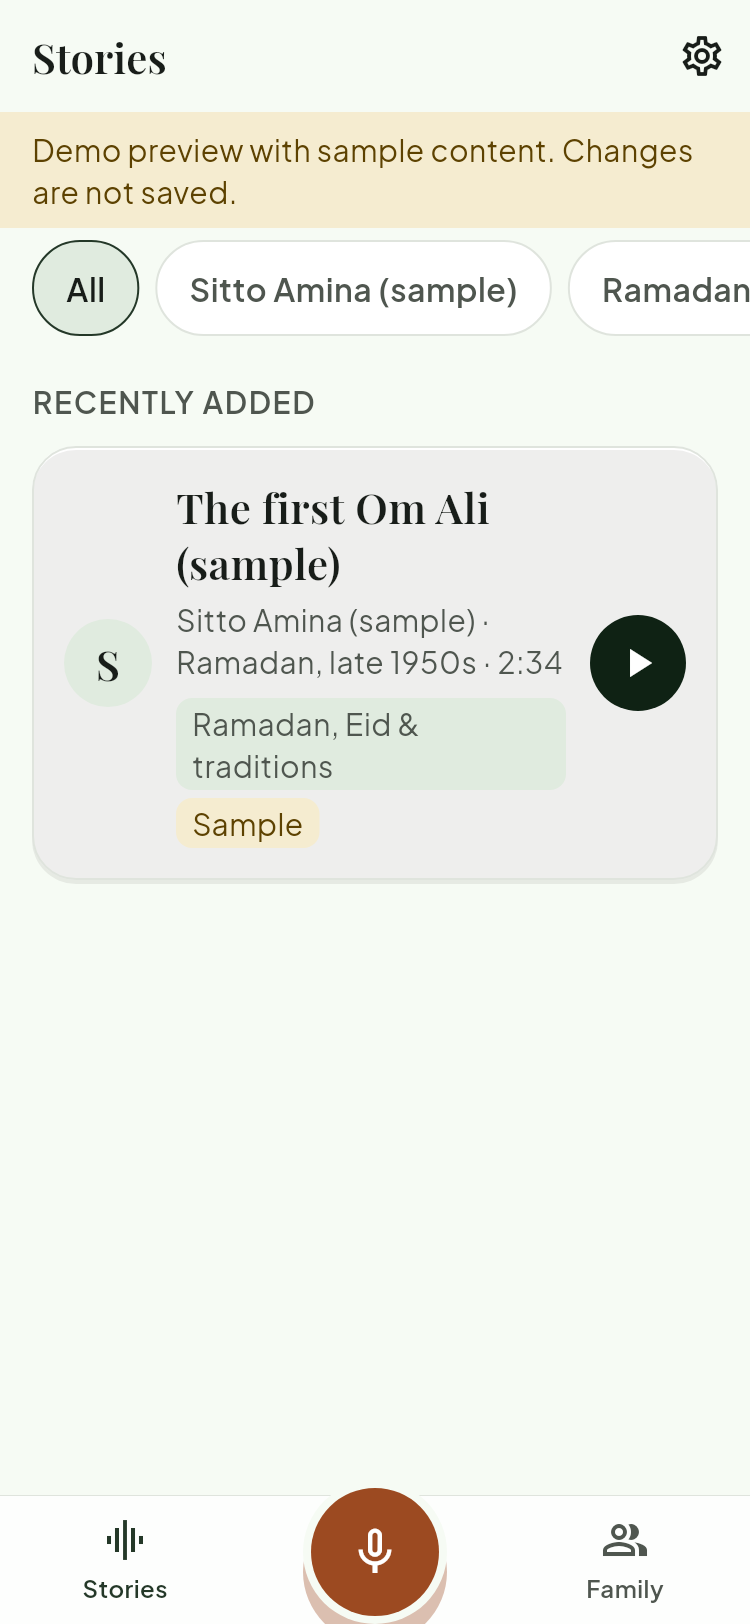 Stories
Demo preview with sample content. Changes
are not saved.
All
Sitto Amina (sample)
Ramadan
RECENTLY ADDED
The first Om Ali
(sample)
S
Sitto Amina (sample) ·
Ramadan, late 1950s · 2:34
Ramadan, Eid &
traditions
Sample
Stories
Family